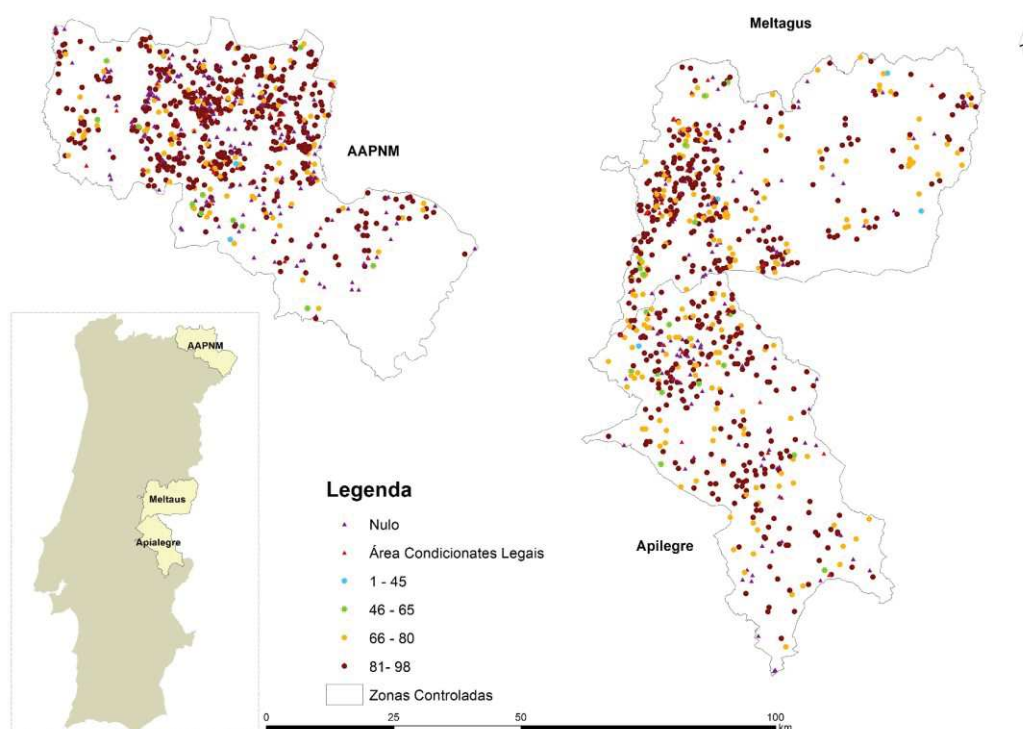 Meltagus
AAPNM
AAPNM
Meltaus
Apialegre
Legenda
Nulo
Área Condicionates Legais
1 - 45
46 - 65
66 - 80
81- 98
Zonas Controladas
Apilegre
0 25 50 100
km